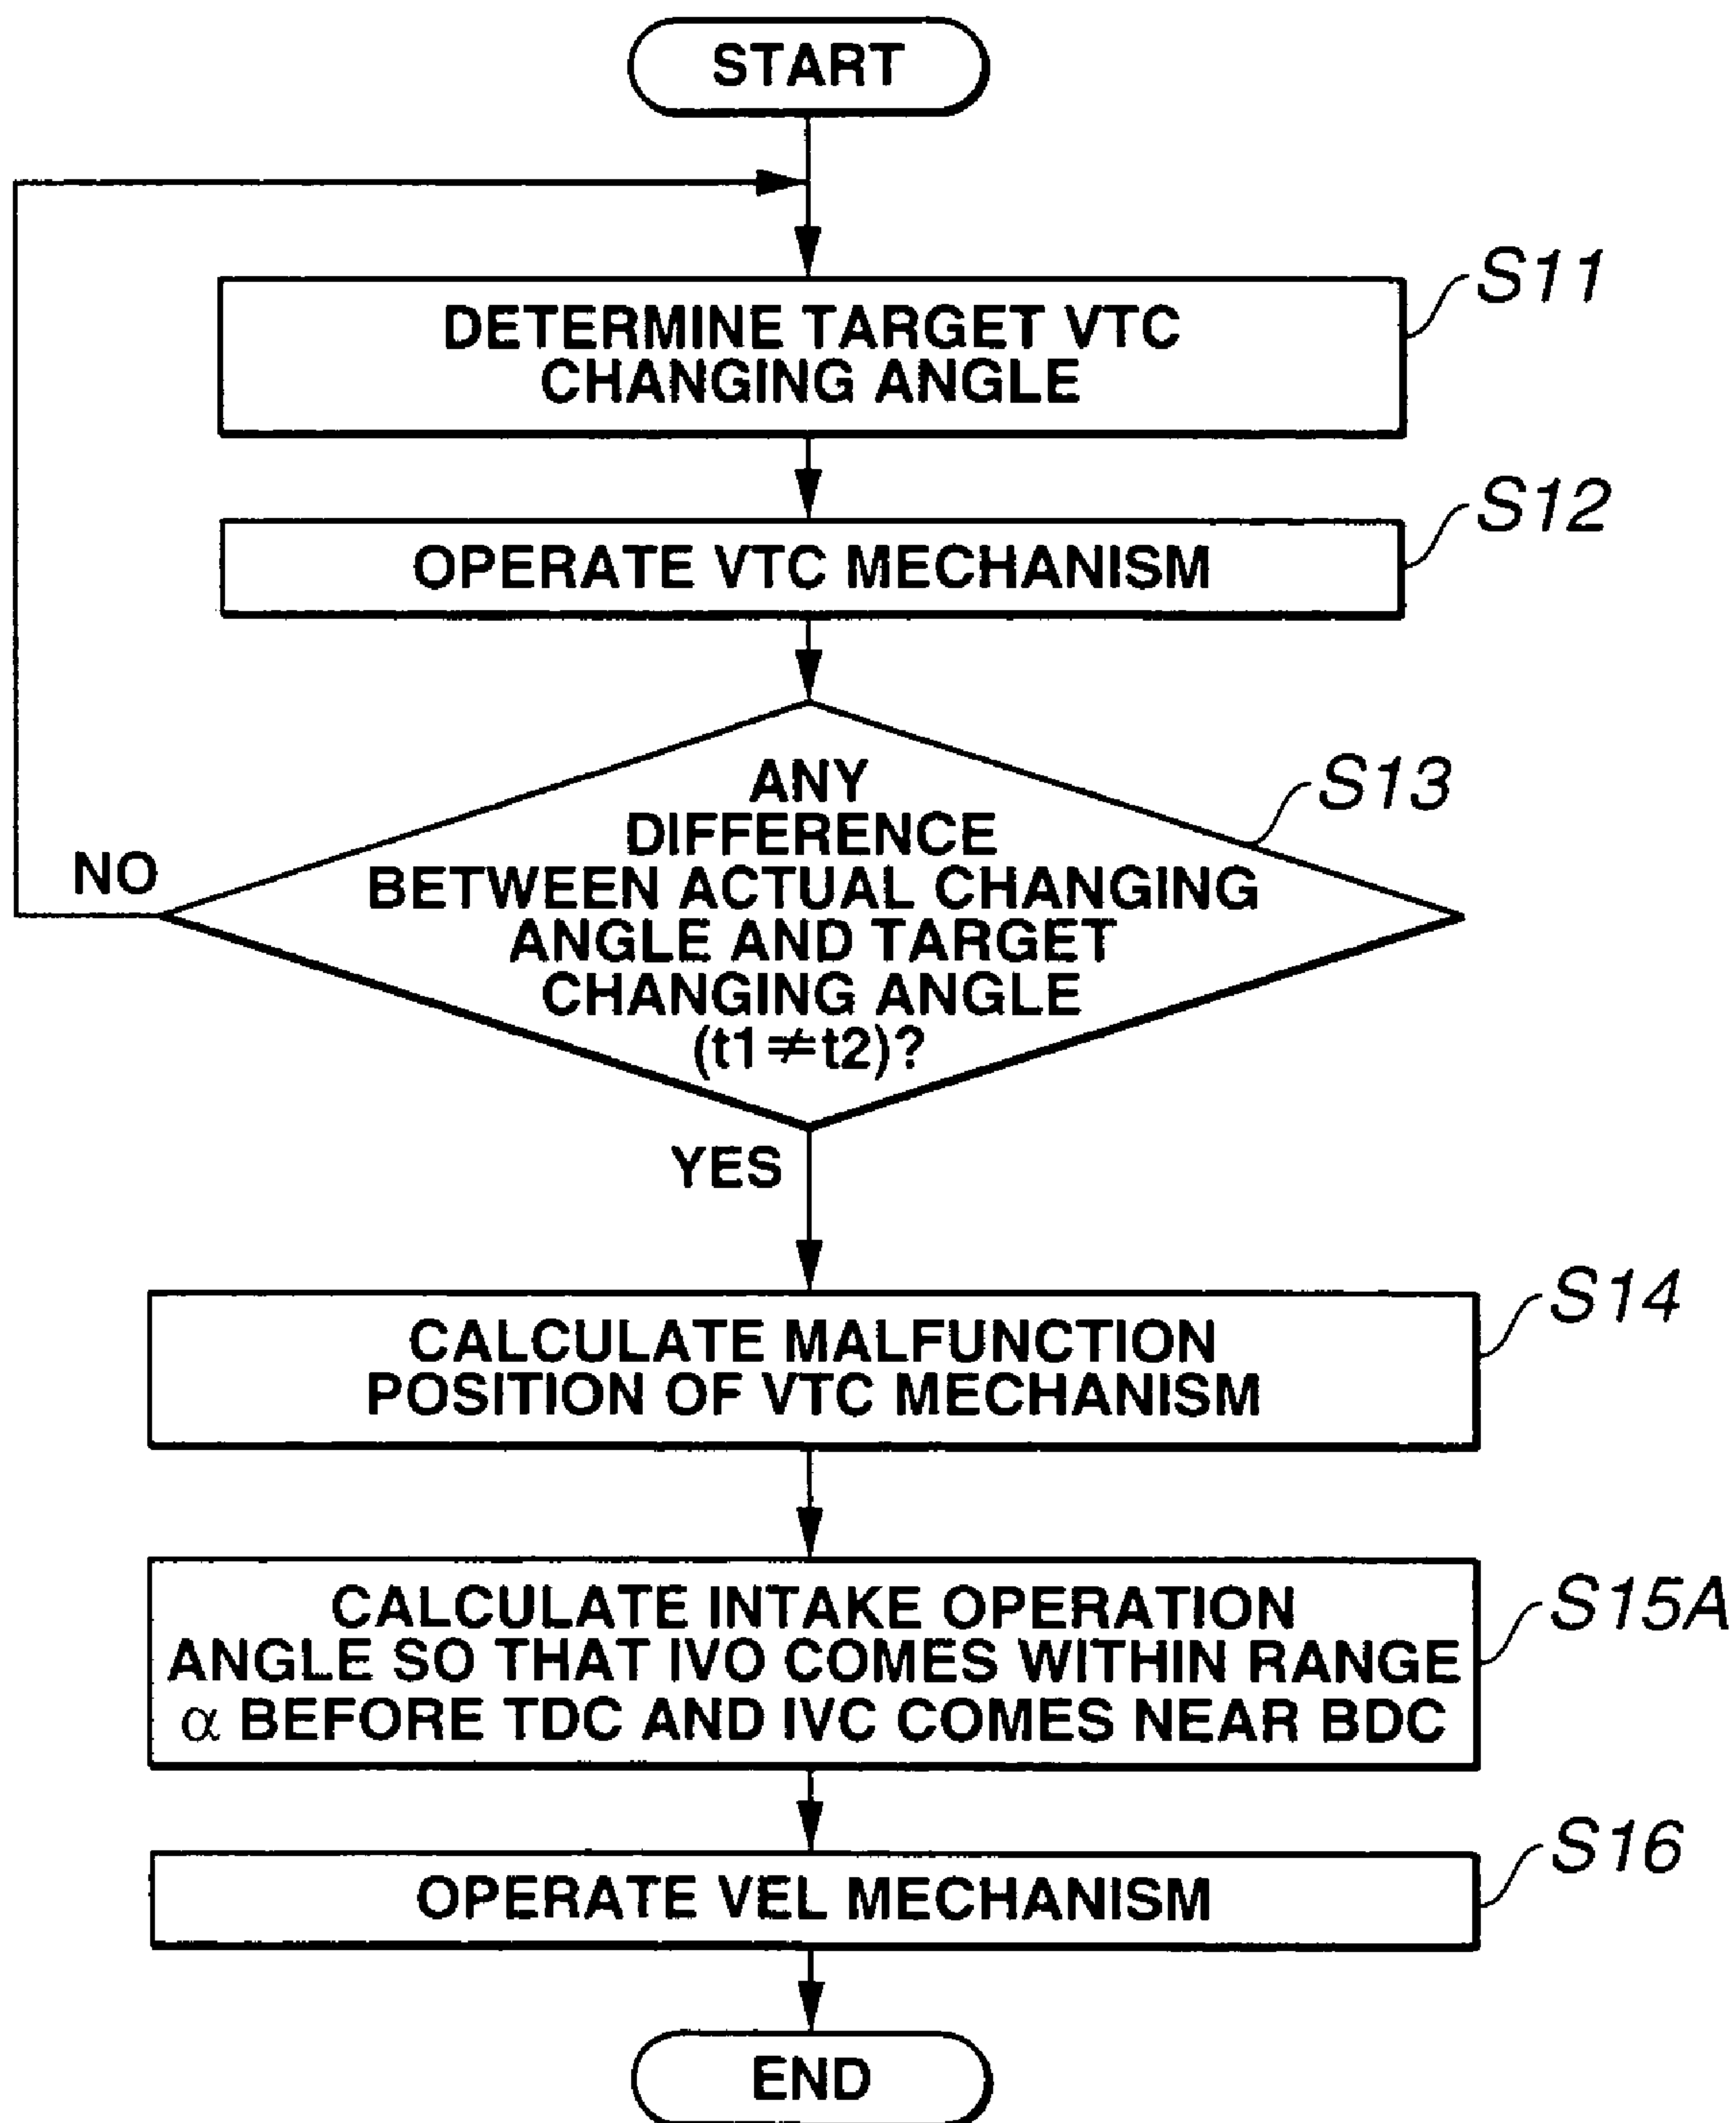 START
DETERMINE TARGET VTC
CHANGING ANGLE
S11
OPERATE VTC MECHANISM
S12
ANY
DIFFERENCE
BETWEEN ACTUAL CHANGING
ANGLE AND TARGET
CHANGING ANGLE
(t1≠t2)?
S13
NO
YES
CALCULATE MALFUNCTION
POSITION OF VTC MECHANISM
S14
CALCULATE INTAKE OPERATION
ANGLE SO THAT IVO COMES WITHIN RANGE
α BEFORE TDC AND IVC COMES NEAR BDC
S15A
OPERATE VEL MECHANISM
S16
END